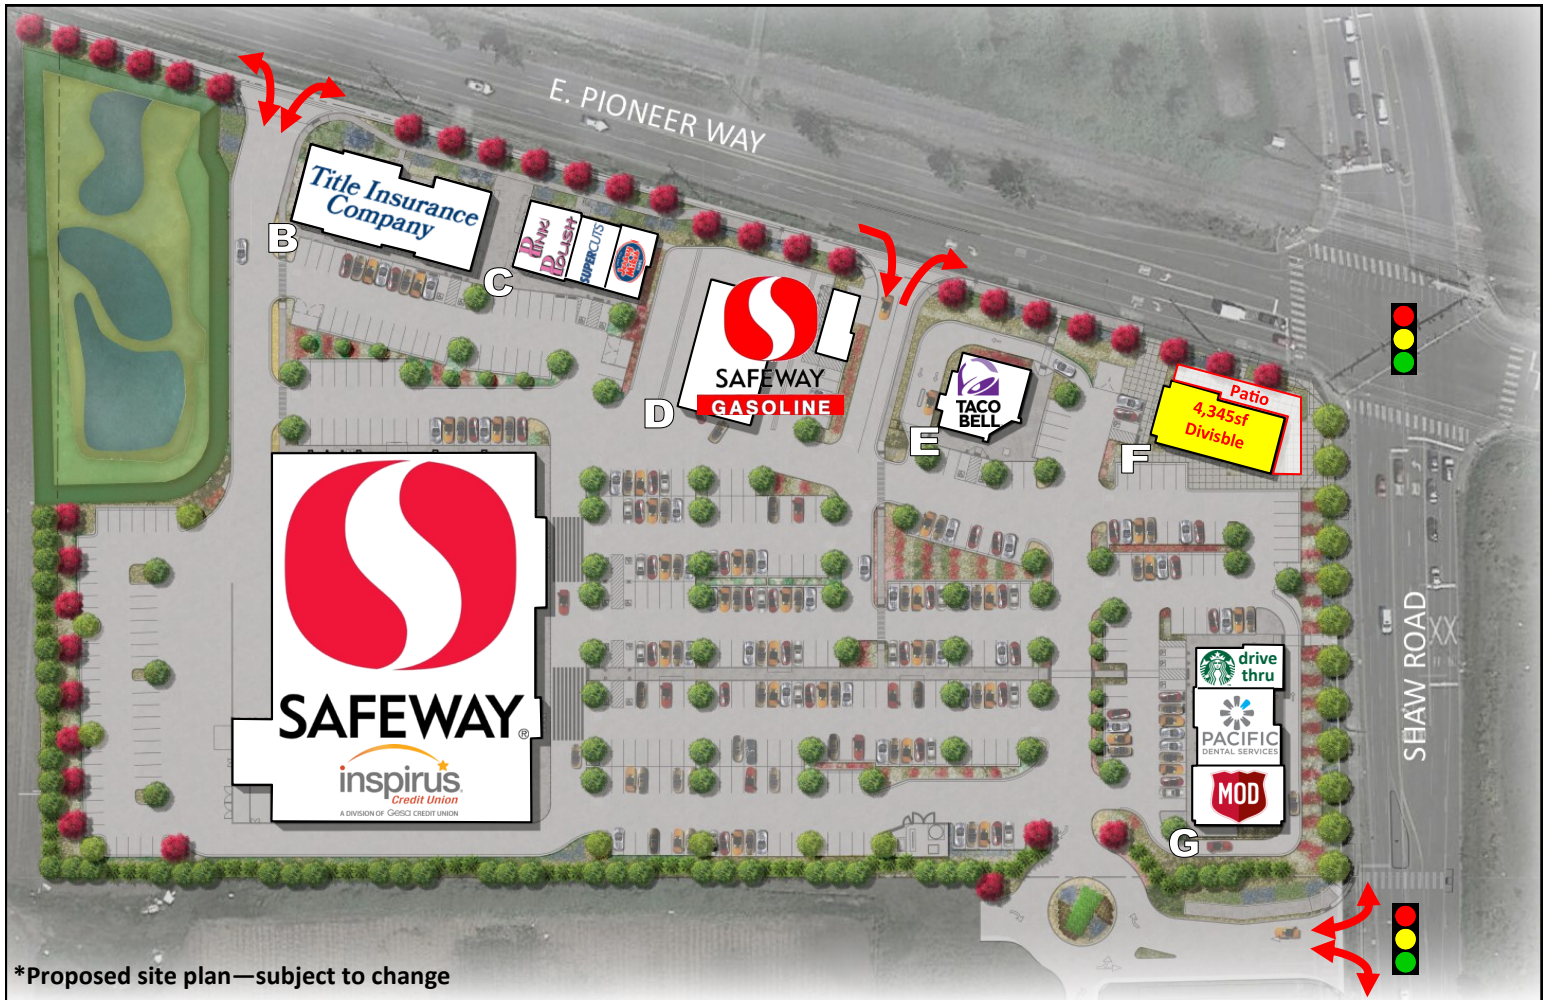 E. PIONEER WAY
Title Insurance
Company
B
PINK
POLISH
SUPERCUTS
C
SAFEWAY
GASOLINE
D
TACO
BELL
E
Patio
4,345sf
Divisble
F
SAFEWAY®
inspirus
Credit Union
A DIVISION OF Gesa CREDIT UNION
SHAW ROAD
drive
thru
PACIFIC
DENTAL SERVICES
MOD
G
*Proposed site plan—subject to change